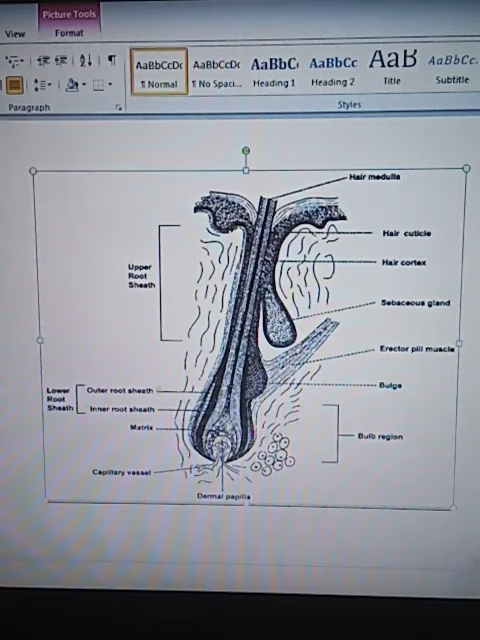 Picture Tools
View
Format
AaBbCcDc
AaBbCcDc
AaBbC
AaBbCc
AaB
AaBbCc.
¶ Normal
¶ No Spaci...
Heading 1
Heading 2
Title
Subtitle
Paragraph
Styles
Hair medulla
Hair cuticle
Upper
Root
Sheath
Hair cortex
Sebaceous gland
Erector pili muscle
Lower
Root
Sheath
Outer root sheath
Bulge
Inner root sheath
Matrix
Bulb region
Capillary vessel
Dermal papilla